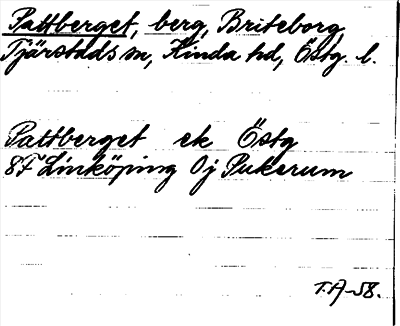 Pattberget, berg, Briteborg,
Tjärstads sn, Kinda hd, Östg. l.
Pattberget ek Östg
8F Linköping Oj Pukerum
T.A-58.